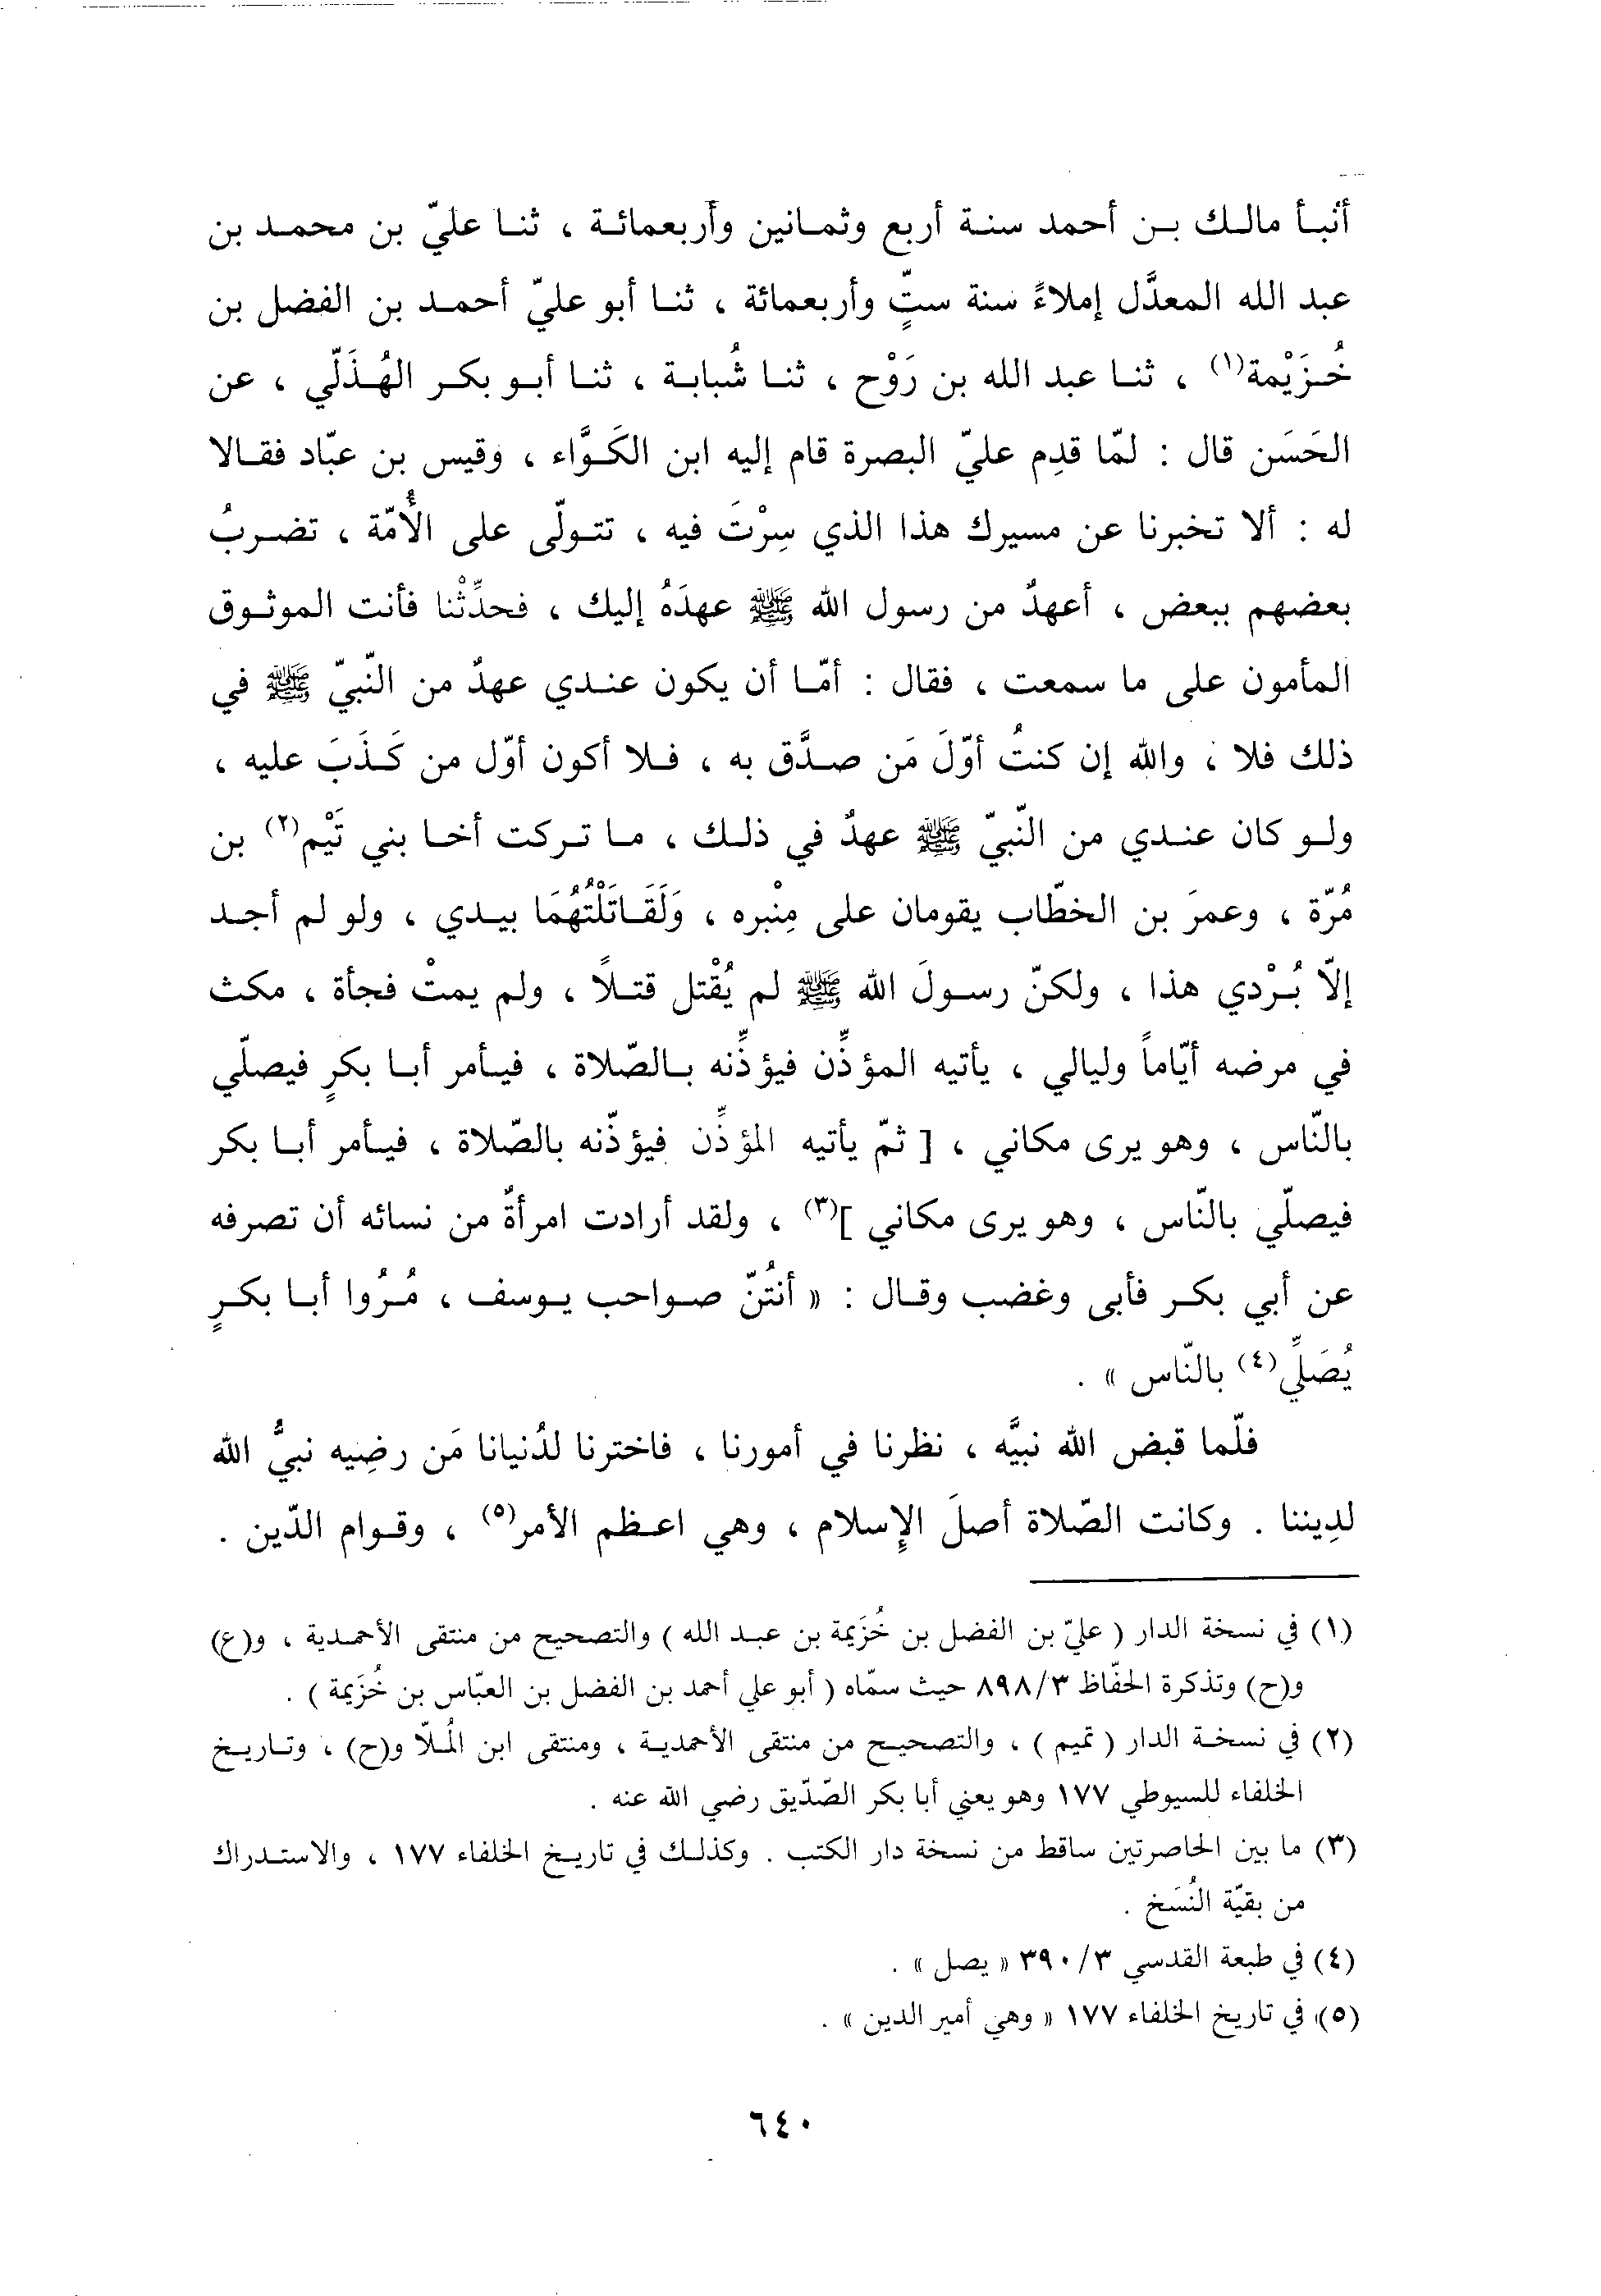 أنبأ مالك بن أحمد سنة أربع وثمانين وأربعمائة ، ثنا عليّ بن محمد بن
عبد الله المعدَّل إملاءً سنة ستٍّ وأربعمائة ، ثنا أبو عليّ أحمد بن الفضل بن
خُزَيْمة(١) ، ثنا عبد الله بن رَوْح ، ثنا شُبابة ، ثنا أبو بكر الهُذَلّي ، عن
الحَسَن قال : لمّا قدِم عليّ البصرة قام إليه ابن الكَوَّاء ، وقيس بن عبّاد فقالا
له : ألا تخبرنا عن مسيرك هذا الذي سِرْتَ فيه ، تتولّى على الأُمّة ، تضربُ
بعضهم ببعض ، أعهدٌ من رسول الله ﷺ عهدَهُ إليك ، فحدِّثْنا فأنت الموثوق
المأمون على ما سمعت ، فقال : أمّا أن يكون عندي عهدٌ من النّبيّ ﷺ في
ذلك فلا ، والله إن كنتُ أوّلَ مَن صدَّق به ، فلا أكون أوّل من كَذَبَ عليه ،
ولو كان عندي من النّبيّ ﷺ عهدٌ في ذلك ، ما تركت أخا بني تَيْم(٢) بن
مُرّة ، وعمرَ بن الخطّاب يقومان على مِنْبره ، وَلَقَاتَلْتُهُمَا بيدي ، ولو لم أجد
إلّا بُرْدي هذا ، ولكنّ رسولَ الله ﷺ لم يُقْتل قتلاً ، ولم يمتْ فجأة ، مكث
في مرضه أيّاماً وليالي ، يأتيه المؤذِّن فيؤذِّنه بالصّلاة ، فيأمر أبا بكرٍ فيصلّي
بالنّاس ، وهو يرى مكاني ، [ ثمّ يأتيه المؤذِّن فيؤذّنه بالصّلاة ، فيأمر أبا بكر
فيصلّي بالنّاس ، وهو يرى مكاني ](٣) ، ولقد أرادت امرأةٌ من نسائه أن تصرفه
عن أبي بكر فأبى وغضب وقال : « أنتُنّ صواحب يوسف ، مُرُوا أبا بكرٍ
يُصَلِّي(٤) بالنّاس » .
فلّما قبض الله نبيَّه ، نظرنا في أمورنا ، فاخترنا لدُنيانا مَن رضِيه نبيُّ الله
لدِيننا . وكانت الصّلاة أصلَ الإسلام ، وهي اعظم الأمر(٥) ، وقوام الدّين .
(١) في نسخة الدار ( عليّ بن الفضل بن خُزَيمة بن عبد الله ) والتصحيح من منتقى الأحمدية ، و(ع)
و(ح) وتذكرة الحفّاظ ٨٩٨/٣ حيث سمّاه ( أبو علي أحمد بن الفضل بن العبّاس بن خُزَيمة ) .
(٢) في نسخة الدار ( تميم ) ، والتصحيح من منتقى الأحمدية ، ومنتقى ابن المُلّا و(ح) ، وتاريخ
الخلفاء للسيوطي ١٧٧ وهو يعني أبا بكر الصّدّيق رضي الله عنه .
(٣) ما بين الحاصرتين ساقط من نسخة دار الكتب . وكذلك في تاريخ الخلفاء ١٧٧ ، والاستدراك
من بقيّة النُسَخ .
(٤) في طبعة القدسي ٣٩٠/٣ « يصل » .
(٥) في تاريخ الخلفاء ١٧٧ « وهي أمير الدين » .
٦٤٠